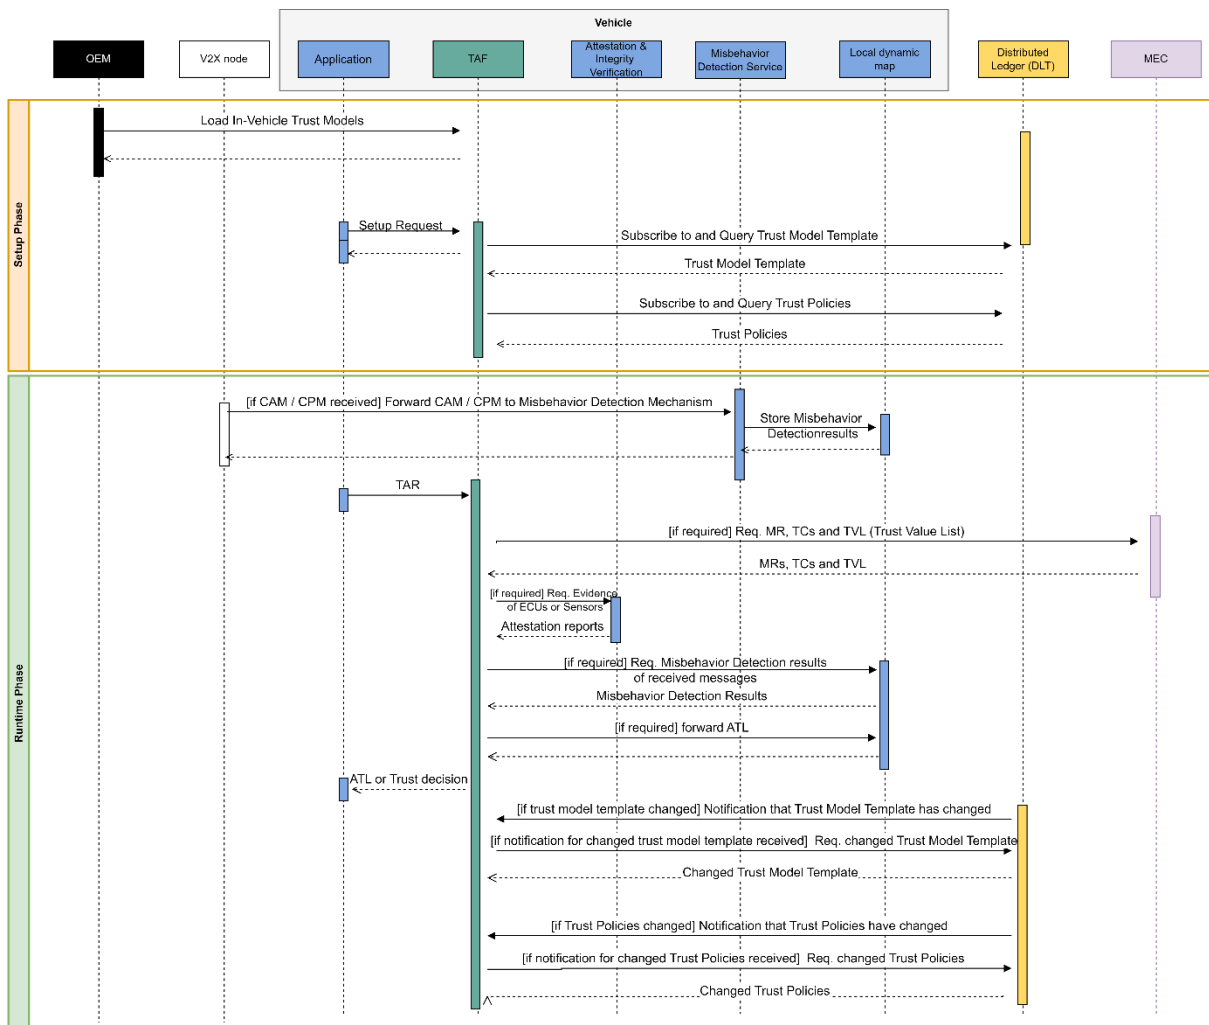 Vehicle
OEM
V2X node
Application
TAF
Attestation &
Integrity
Verification
Misbehavior
Detection Service
Local dynamic
map
Distributed
Ledger (DLT)
MEC
Setup Phase
Load In-Vehicle Trust Models
Setup Request
Subscribe to and Query Trust Model Template
Trust Model Template
Subscribe to and Query Trust Policies
Trust Policies
Runtime Phase
[if CAM / CPM received] Forward CAM / CPM to Misbehavior Detection Mechanism
Store Misbehavior
Detectionresults
TAR
[if required] Req. MR, TCs and TVL (Trust Value List)
MRs, TCs and TVL
[if required] Req. Evidence
of ECUs or Sensors
Attestation reports
[if required] Req. Misbehavior Detection results
of received messages
Misbehavior Detection Results
[if required] forward ATL
ATL or Trust decision
[if trust model template changed] Notification that Trust Model Template has changed
[if notification for changed trust model template received] Req. changed Trust Model Template
Changed Trust Model Template
[if Trust Policies changed] Notification that Trust Policies have changed
[if notification for changed Trust Policies received] Req. changed Trust Policies
Changed Trust Policies